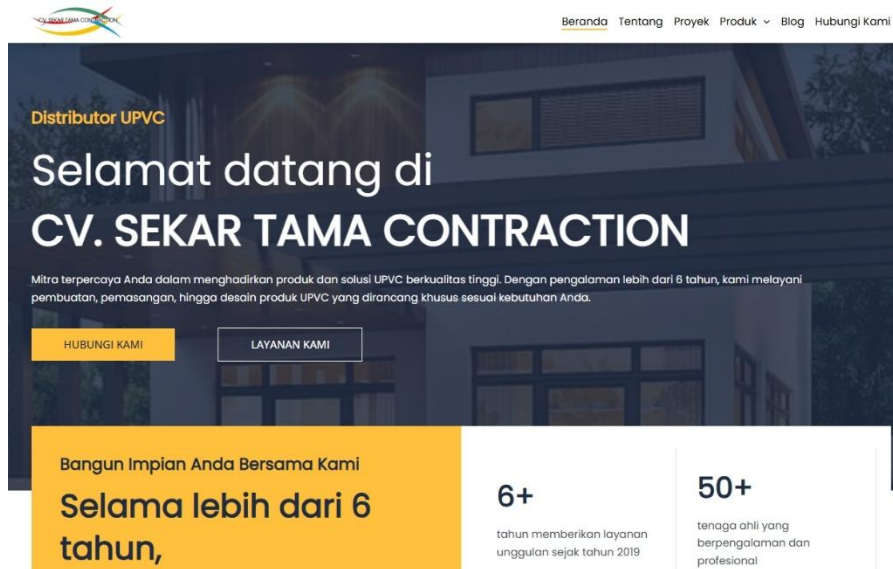 CV. SEKAR TAMA CONTRACTION
Beranda Tentang Proyek Produk Blog Hubungi Kami
Distributor UPVC
Selamat datang di
CV. SEKAR TAMA CONTRACTION
Mitra terpercaya Anda dalam menghadirkan produk dan solusi UPVC berkualitas tinggi. Dengan pengalaman lebih dari 6 tahun, kami melayani
pembuatan, pemasangan, hingga desain produk UPVC yang dirancang khusus sesuai kebutuhan Anda.
HUBUNGI KAMI LAYANAN KAMI
Bangun Impian Anda Bersama Kami
Selama lebih dari 6
tahun,
6+
tahun memberikan layanan
unggulan sejak tahun 2019
50+
tenaga ahli yang
berpengalaman dan
profesional